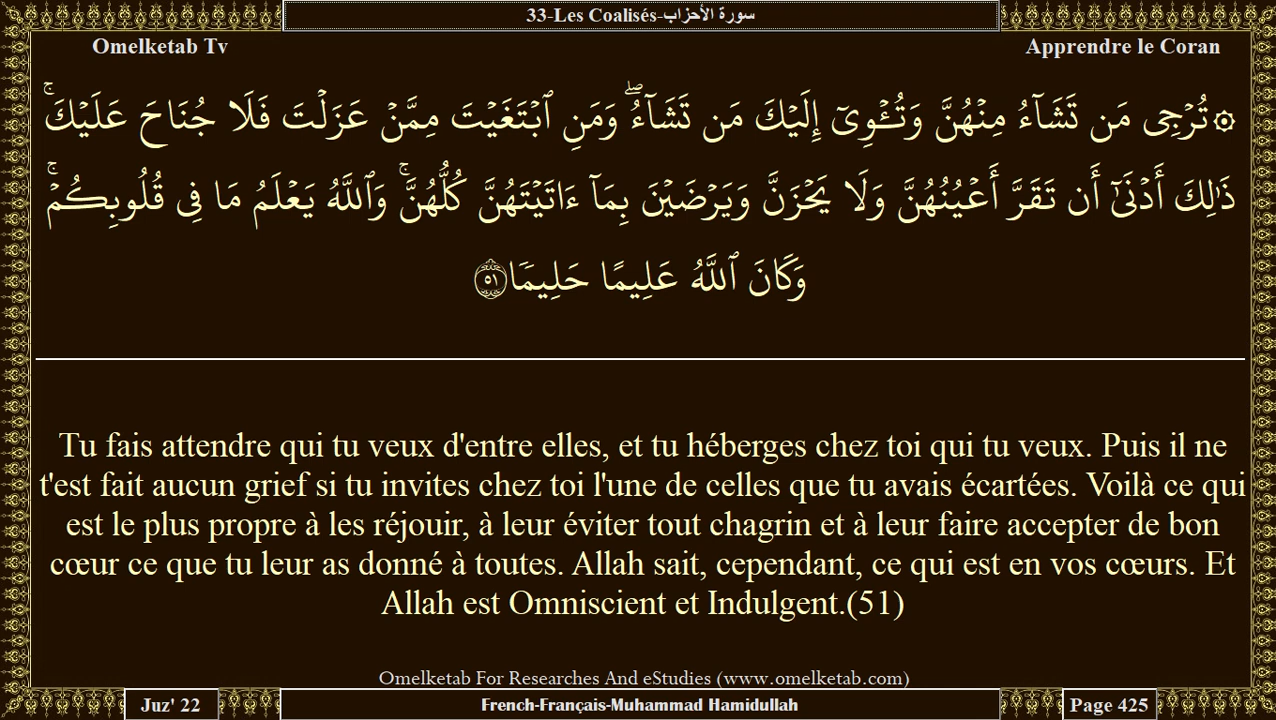 33-Les Coalisés-سورة الأحزاب
Omelketab Tv
Apprendre le Coran
۞ تُرْجِى مَن تَشَآءُ مِنْهُنَّ وَتُـْٔوِىٓ إِلَيْكَ مَن تَشَآءُ ۖ وَمَنِ ٱبْتَغَيْتَ مِمَّنْ عَزَلْتَ فَلَا جُنَاحَ عَلَيْكَ ۚ
ذَٰلِكَ أَدْنَىٰٓ أَن تَقَرَّ أَعْيُنُهُنَّ وَلَا يَحْزَنَّ وَيَرْضَيْنَ بِمَآ ءَاتَيْتَهُنَّ كُلُّهُنَّ ۚ وَٱللَّهُ يَعْلَمُ مَا فِى قُلُوبِكُمْ ۚ
وَكَانَ ٱللَّهُ عَلِيمًا حَلِيمًا ٥١
Tu fais attendre qui tu veux d'entre elles, et tu héberges chez toi qui tu veux. Puis il ne
t'est fait aucun grief si tu invites chez toi l'une de celles que tu avais écartées. Voilà ce qui
est le plus propre à les réjouir, à leur éviter tout chagrin et à leur faire accepter de bon
cœur ce que tu leur as donné à toutes. Allah sait, cependant, ce qui est en vos cœurs. Et
Allah est Omniscient et Indulgent.(51)
Omelketab For Researches And eStudies (www.omelketab.com)
Juz' 22
French-Français-Muhammad Hamidullah
Page 425